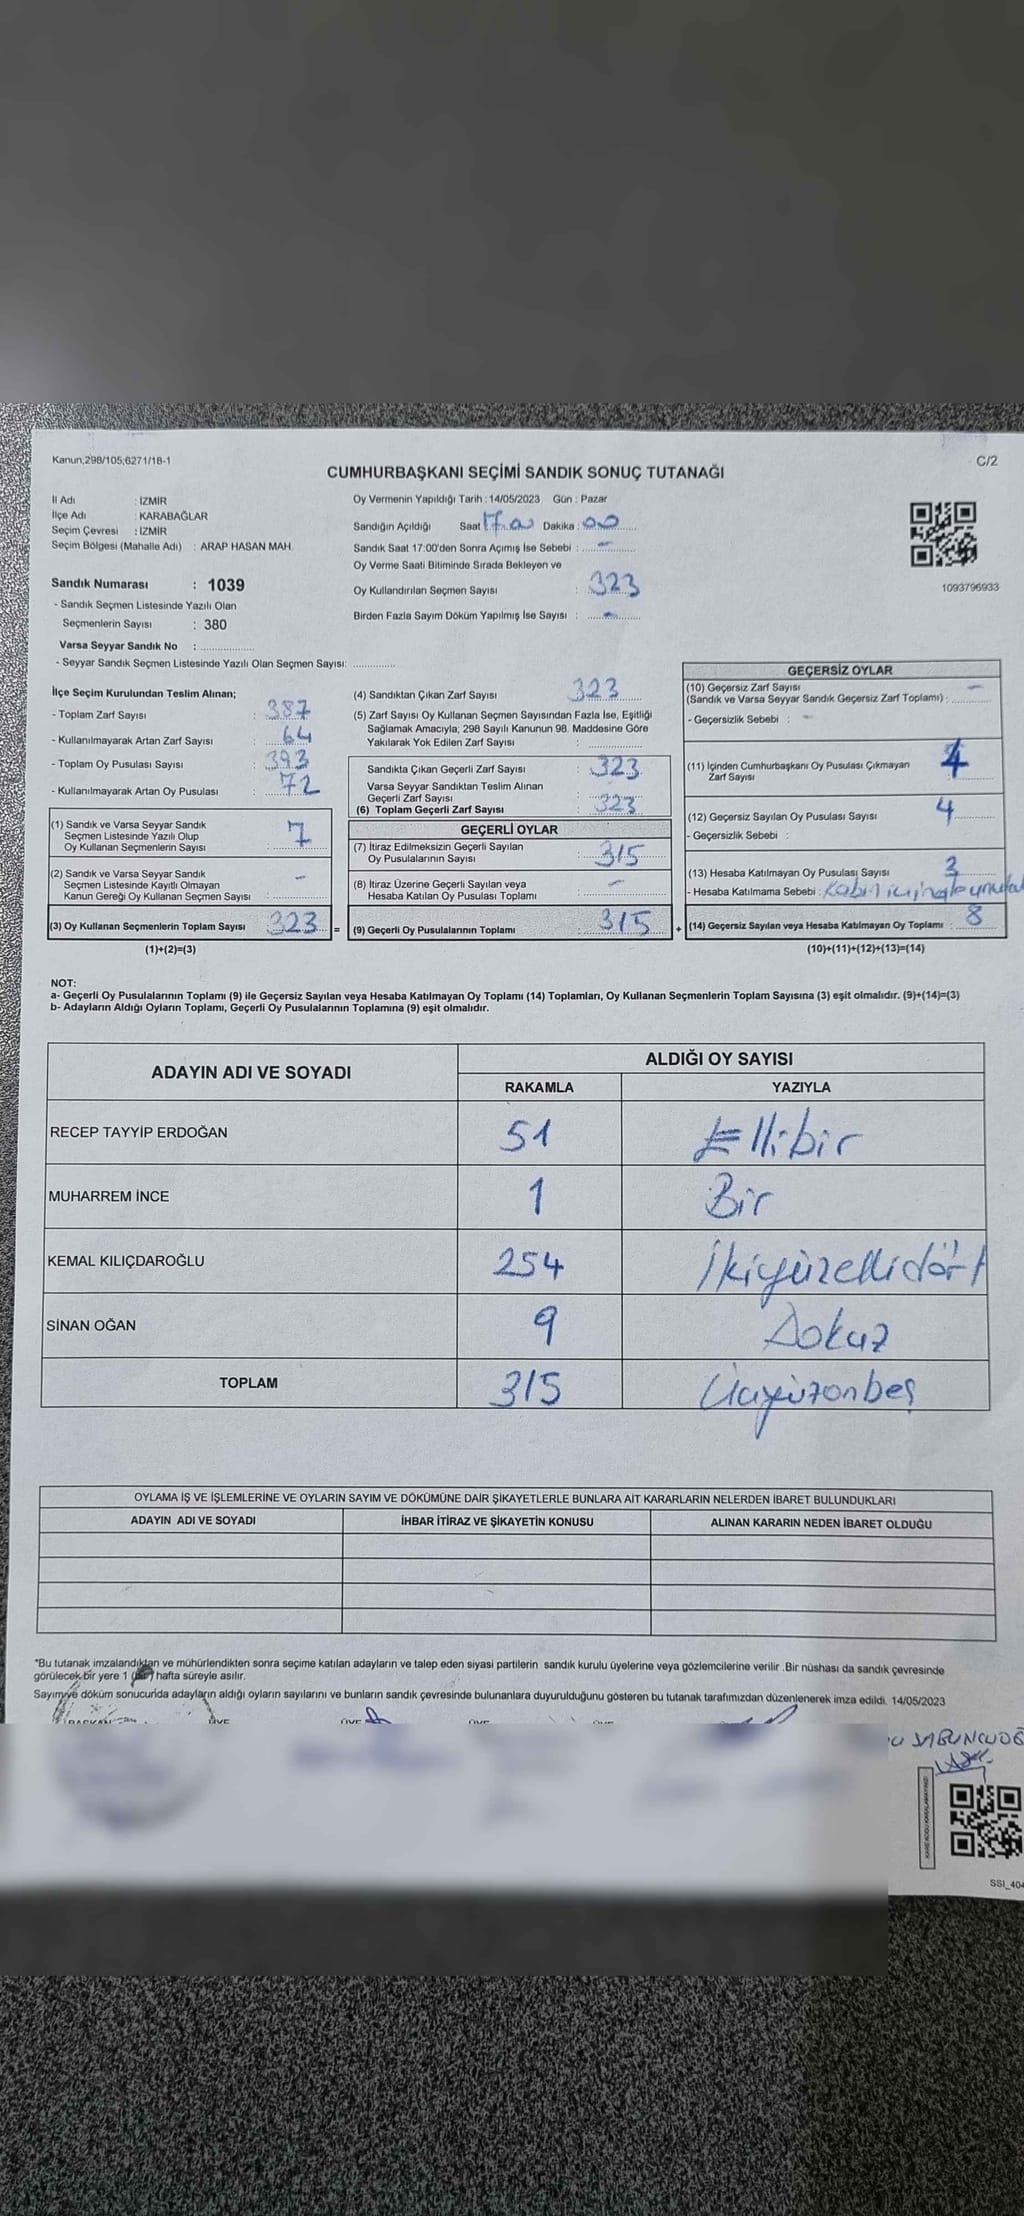 Kanun;298/105;6271/18-1
C/2
CUMHURBAŞKANI SEÇİMİ SANDIK SONUÇ TUTANAĞI
İl Adı : İZMİR
İlçe Adı : KARABAĞLAR
Seçim Çevresi : İZMİR
Seçim Bölgesi (Mahalle Adı) : ARAP HASAN MAH.
Oy Vermenin Yapıldığı Tarih : 14/05/2023 Gün : Pazar
Sandığın Açıldığı Saat : 17.00 Dakika : 00
Sandık Saat 17:00'den Sonra Açımış İse Sebebi : -
Oy Verme Saati Bitiminde Sırada Bekleyen ve
Oy Kullandırılan Seçmen Sayısı : 323
Birden Fazla Sayım Döküm Yapılmış İse Sayısı : -
1093796933
Sandık Numarası : 1039
- Sandık Seçmen Listesinde Yazılı Olan
Seçmenlerin Sayısı : 380
Varsa Seyyar Sandık No :
- Seyyar Sandık Seçmen Listesinde Yazılı Olan Seçmen Sayısı:
İlçe Seçim Kurulundan Teslim Alınan;
- Toplam Zarf Sayısı : 387
- Kullanılmayarak Artan Zarf Sayısı : 64
- Toplam Oy Pusulası Sayısı : 393
- Kullanılmayarak Artan Oy Pusulası : 72
(1) Sandık ve Varsa Seyyar Sandık
Seçmen Listesinde Yazılı Olup
Oy Kullanan Seçmenlerin Sayısı : 7
(2) Sandık ve Varsa Seyyar Sandık
Seçmen Listesinde Kayıtlı Olmayan
Kanun Gereği Oy Kullanan Seçmen Sayısı : -
(3) Oy Kullanan Seçmenlerin Toplam Sayısı : 323
(1)+(2)=(3)
(4) Sandıktan Çıkan Zarf Sayısı : 323
(5) Zarf Sayısı Oy Kullanan Seçmen Sayısından Fazla İse, Eşitliği
Sağlamak Amacıyla; 298 Sayılı Kanunun 98. Maddesine Göre
Yakılarak Yok Edilen Zarf Sayısı :
Sandıkta Çıkan Geçerli Zarf Sayısı : 323
Varsa Seyyar Sandıktan Teslim Alınan
Geçerli Zarf Sayısı :
(6) Toplam Geçerli Zarf Sayısı : 323
GEÇERLİ OYLAR
(7) İtiraz Edilmeksizin Geçerli Sayılan
Oy Pusulalarının Sayısı : 315
(8) İtiraz Üzerine Geçerli Sayılan veya
Hesaba Katılan Oy Pusulası Toplamı : -
= (9) Geçerli Oy Pusulalarının Toplamı : 315
GEÇERSİZ OYLAR
(10) Geçersiz Zarf Sayısı
(Sandık ve Varsa Seyyar Sandık Geçersiz Zarf Toplamı) : -
- Geçersizlik Sebebi : -
(11) İçinden Cumhurbaşkanı Oy Pusulası Çıkmayan
Zarf Sayısı 4
(12) Geçersiz Sayılan Oy Pusulası Sayısı 4
- Geçersizlik Sebebi :
(13) Hesaba Katılmayan Oy Pusulası Sayısı
- Hesaba Katılmama Sebebi :
+ (14) Geçersiz Sayılan veya Hesaba Katılmayan Oy Toplamı : 8
(10)+(11)+(12)+(13)=(14)
NOT:
a- Geçerli Oy Pusulalarının Toplamı (9) ile Geçersiz Sayılan veya Hesaba Katılmayan Oy Toplamı (14) Toplamları, Oy Kullanan Seçmenlerin Toplam Sayısına (3) eşit olmalıdır. (9)+(14)=(3)
b- Adayların Aldığı Oyların Toplamı, Geçerli Oy Pusulalarının Toplamına (9) eşit olmalıdır.
ADAYIN ADI VE SOYADI
ALDIĞI OY SAYISI
RAKAMLA YAZIYLA
RECEP TAYYİP ERDOĞAN 51 Ellibir
MUHARREM İNCE 1 Bir
KEMAL KILIÇDAROĞLU 254 İkiyüzellidört
SİNAN OĞAN 9 Dokuz
TOPLAM 315 Üçyüzonbeş
OYLAMA İŞ VE İŞLEMLERİNE VE OYLARIN SAYIM VE DÖKÜMÜNE DAİR ŞİKAYETLERLE BUNLARA AİT KARARLARIN NELERDEN İBARET BULUNDUKLARI
ADAYIN ADI VE SOYADI İHBAR İTİRAZ VE ŞİKAYETİN KONUSU ALINAN KARARIN NEDEN İBARET OLDUĞU
*Bu tutanak imzalandıktan ve mühürlendikten sonra seçime katılan adayların ve talep eden siyasi partilerin sandık kurulu üyelerine veya gözlemcilerine verilir .Bir nüshası da sandık çevresinde
görülecek bir yere 1 (bir) hafta süreyle asılır.
Sayım ve döküm sonucunda adayların aldığı oyların sayılarını ve bunların sandık çevresinde bulunanlara duyurulduğunu gösteren bu tutanak tarafımızdan düzenlenerek imza edildi. 14/05/2023
BAŞKAN ÜYE ÜYE ÜYE ÜYE
SSI_404